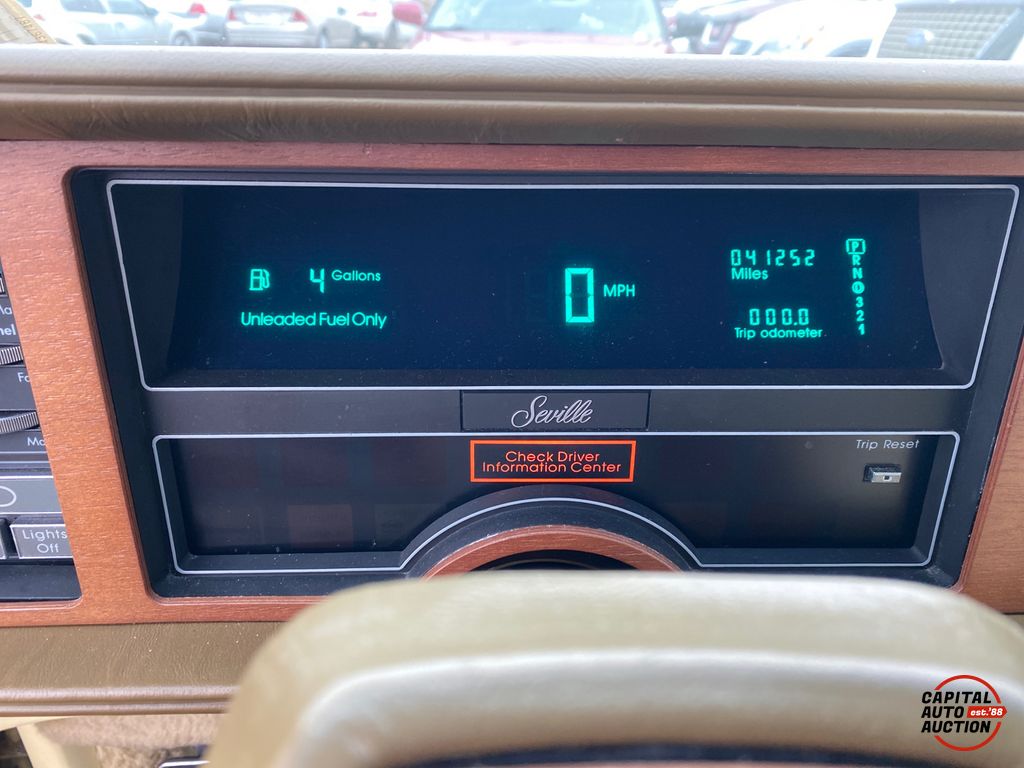 4 Gallons
Unleaded Fuel Only
0 MPH
041252
Miles
000.0
Trip odometer
P
R
N
D
3
2
1
Seville
Check Driver
Information Center
Trip Reset
Lights
Off
CAPITAL
AUTO
est.'88
AUCTION